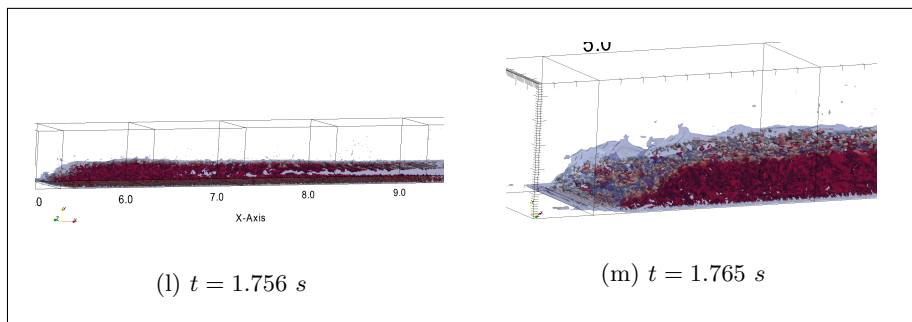 5.0
.0 6.0 7.0 8.0 9.0
X-Axis
(l) t = 1.756 s
(m) t = 1.765 s